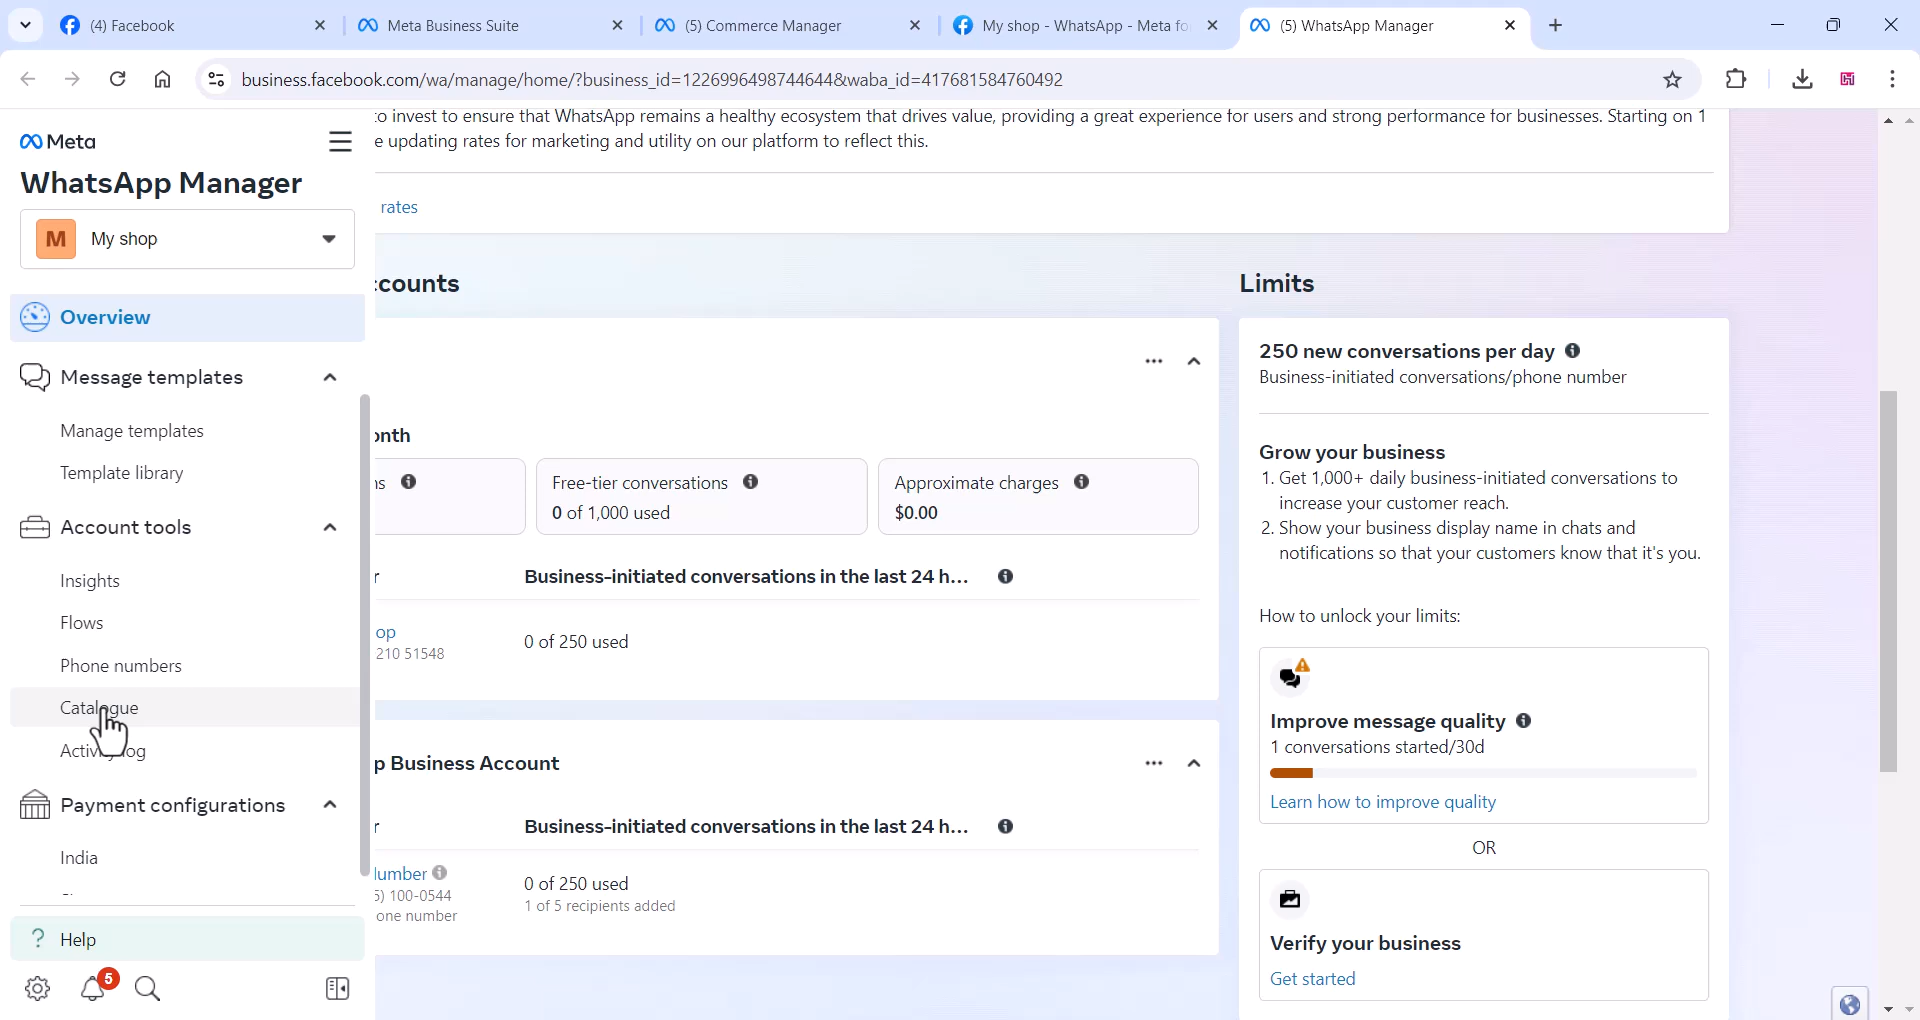 (4) Facebook
Meta Business Suite
(5) Commerce Manager
My shop - WhatsApp - Meta fo
(5) WhatsApp Manager
business.facebook.com/wa/manage/home/?business_id=1226996498744644&waba_id=417681584760492
Meta
WhatsApp Manager
M My shop
Overview
Message templates
Manage templates
Template library
Account tools
Insights
Flows
Phone numbers
Catalogue
Payment configurations
India
? Help
5
to invest to ensure that WhatsApp remains a healthy ecosystem that drives value, providing a great experience for users and strong performance for businesses. Starting on 1
e updating rates for marketing and utility on our platform to reflect this.
rates
ccounts
onth
ns
Free-tier conversations
0 of 1,000 used
Approximate charges
$0.00
r
Business-initiated conversations in the last 24 h...
op
210 51548
0 of 250 used
p Business Account
r
Business-initiated conversations in the last 24 h...
Number
5) 100-0544
one number
0 of 250 used
1 of 5 recipients added
Limits
250 new conversations per day
Business-initiated conversations/phone number
Grow your business
1. Get 1,000+ daily business-initiated conversations to
increase your customer reach.
2. Show your business display name in chats and
notifications so that your customers know that it's you.
How to unlock your limits:
Improve message quality
1 conversations started/30d
Learn how to improve quality
OR
Verify your business
Get started